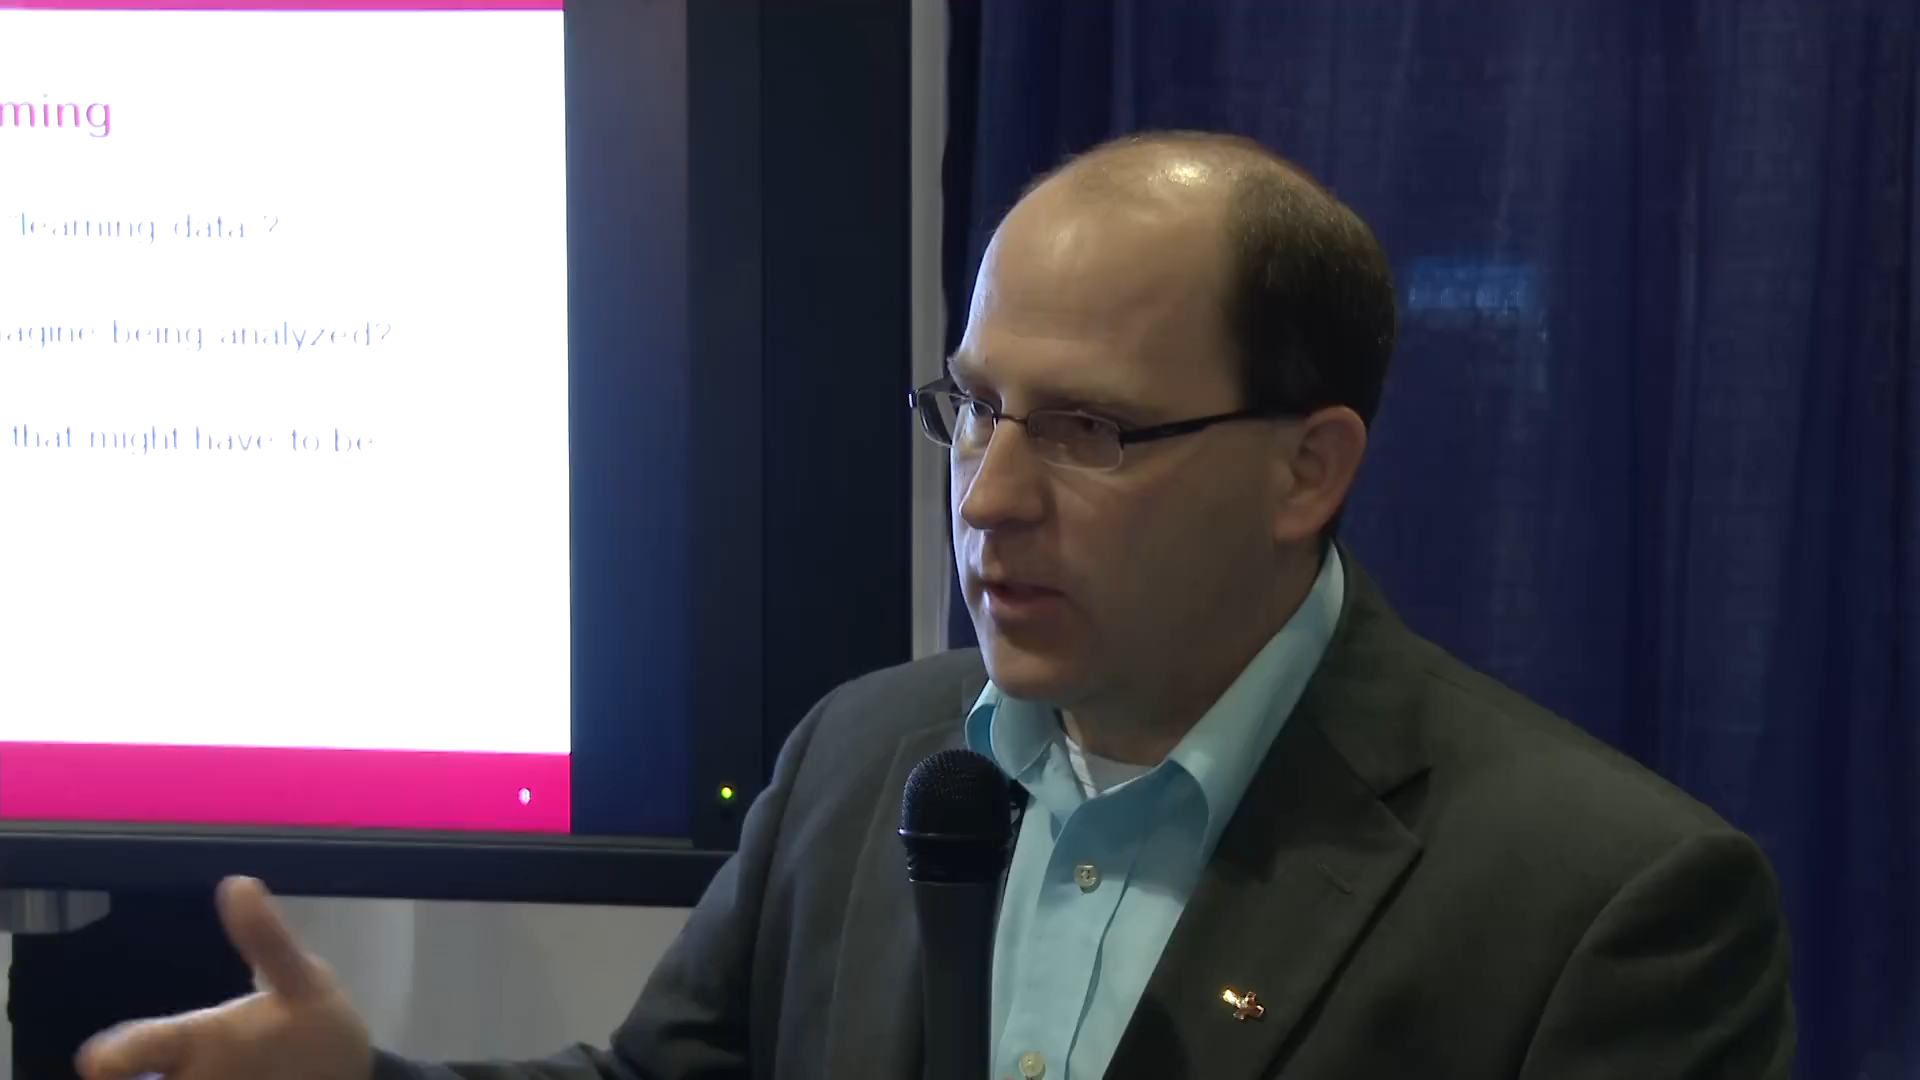 ming
"learning data"?
agine being analyzed?
that might have to be